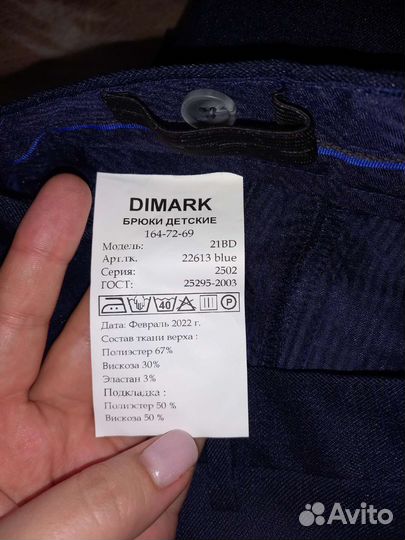 DIMARK
БРЮКИ ДЕТСКИЕ
164-72-69
Модель: 21BD
Арт.тк. 22613 blue
Серия: 2502
ГОСТ: 25295-2003
40 A P
Дата: Февраль 2022 г.
Состав ткани верха :
Полиэстер 67%
Вискоза 30%
Эластан 3%
Подкладка :
Полиэстер 50 %
Вискоза 50 %
Avito